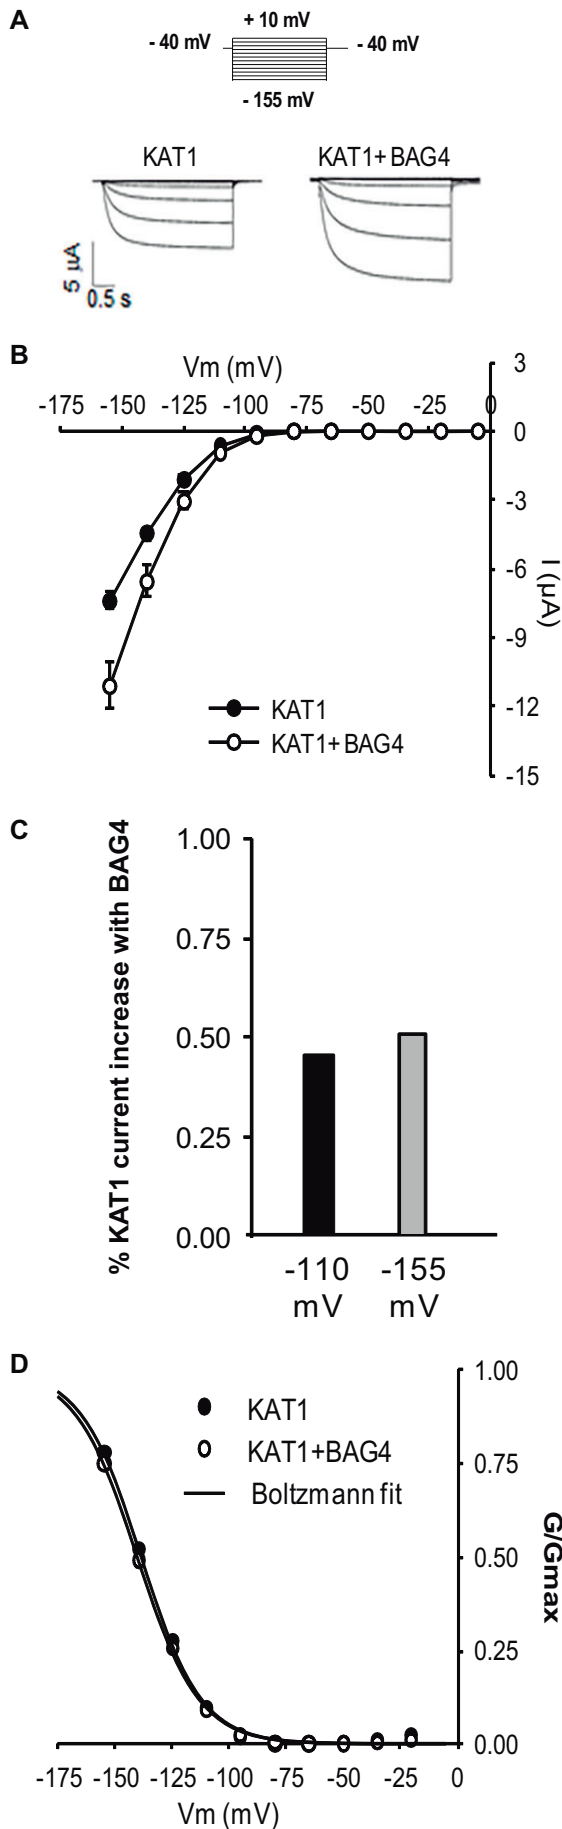 A
+ 10 mV
- 40 mV - 40 mV
- 155 mV
KAT1 KAT1+BAG4
5 µA
0.5 s
B
Vm (mV)
3
-175 -150 -125 -100 -75 -50 -25 0
0
-3
-6
-9
-12
-15
I (µA)
KAT1
KAT1+BAG4
C
% KAT1 current increase with BAG4
1.00
0.75
0.50
0.25
0.00
-110 mV
-155 mV
D
1.00
0.75
0.50
0.25
0.00
G/Gmax
KAT1
KAT1+BAG4
Boltzmann fit
-175 -150 -125 -100 -75 -50 -25 0
Vm (mV)